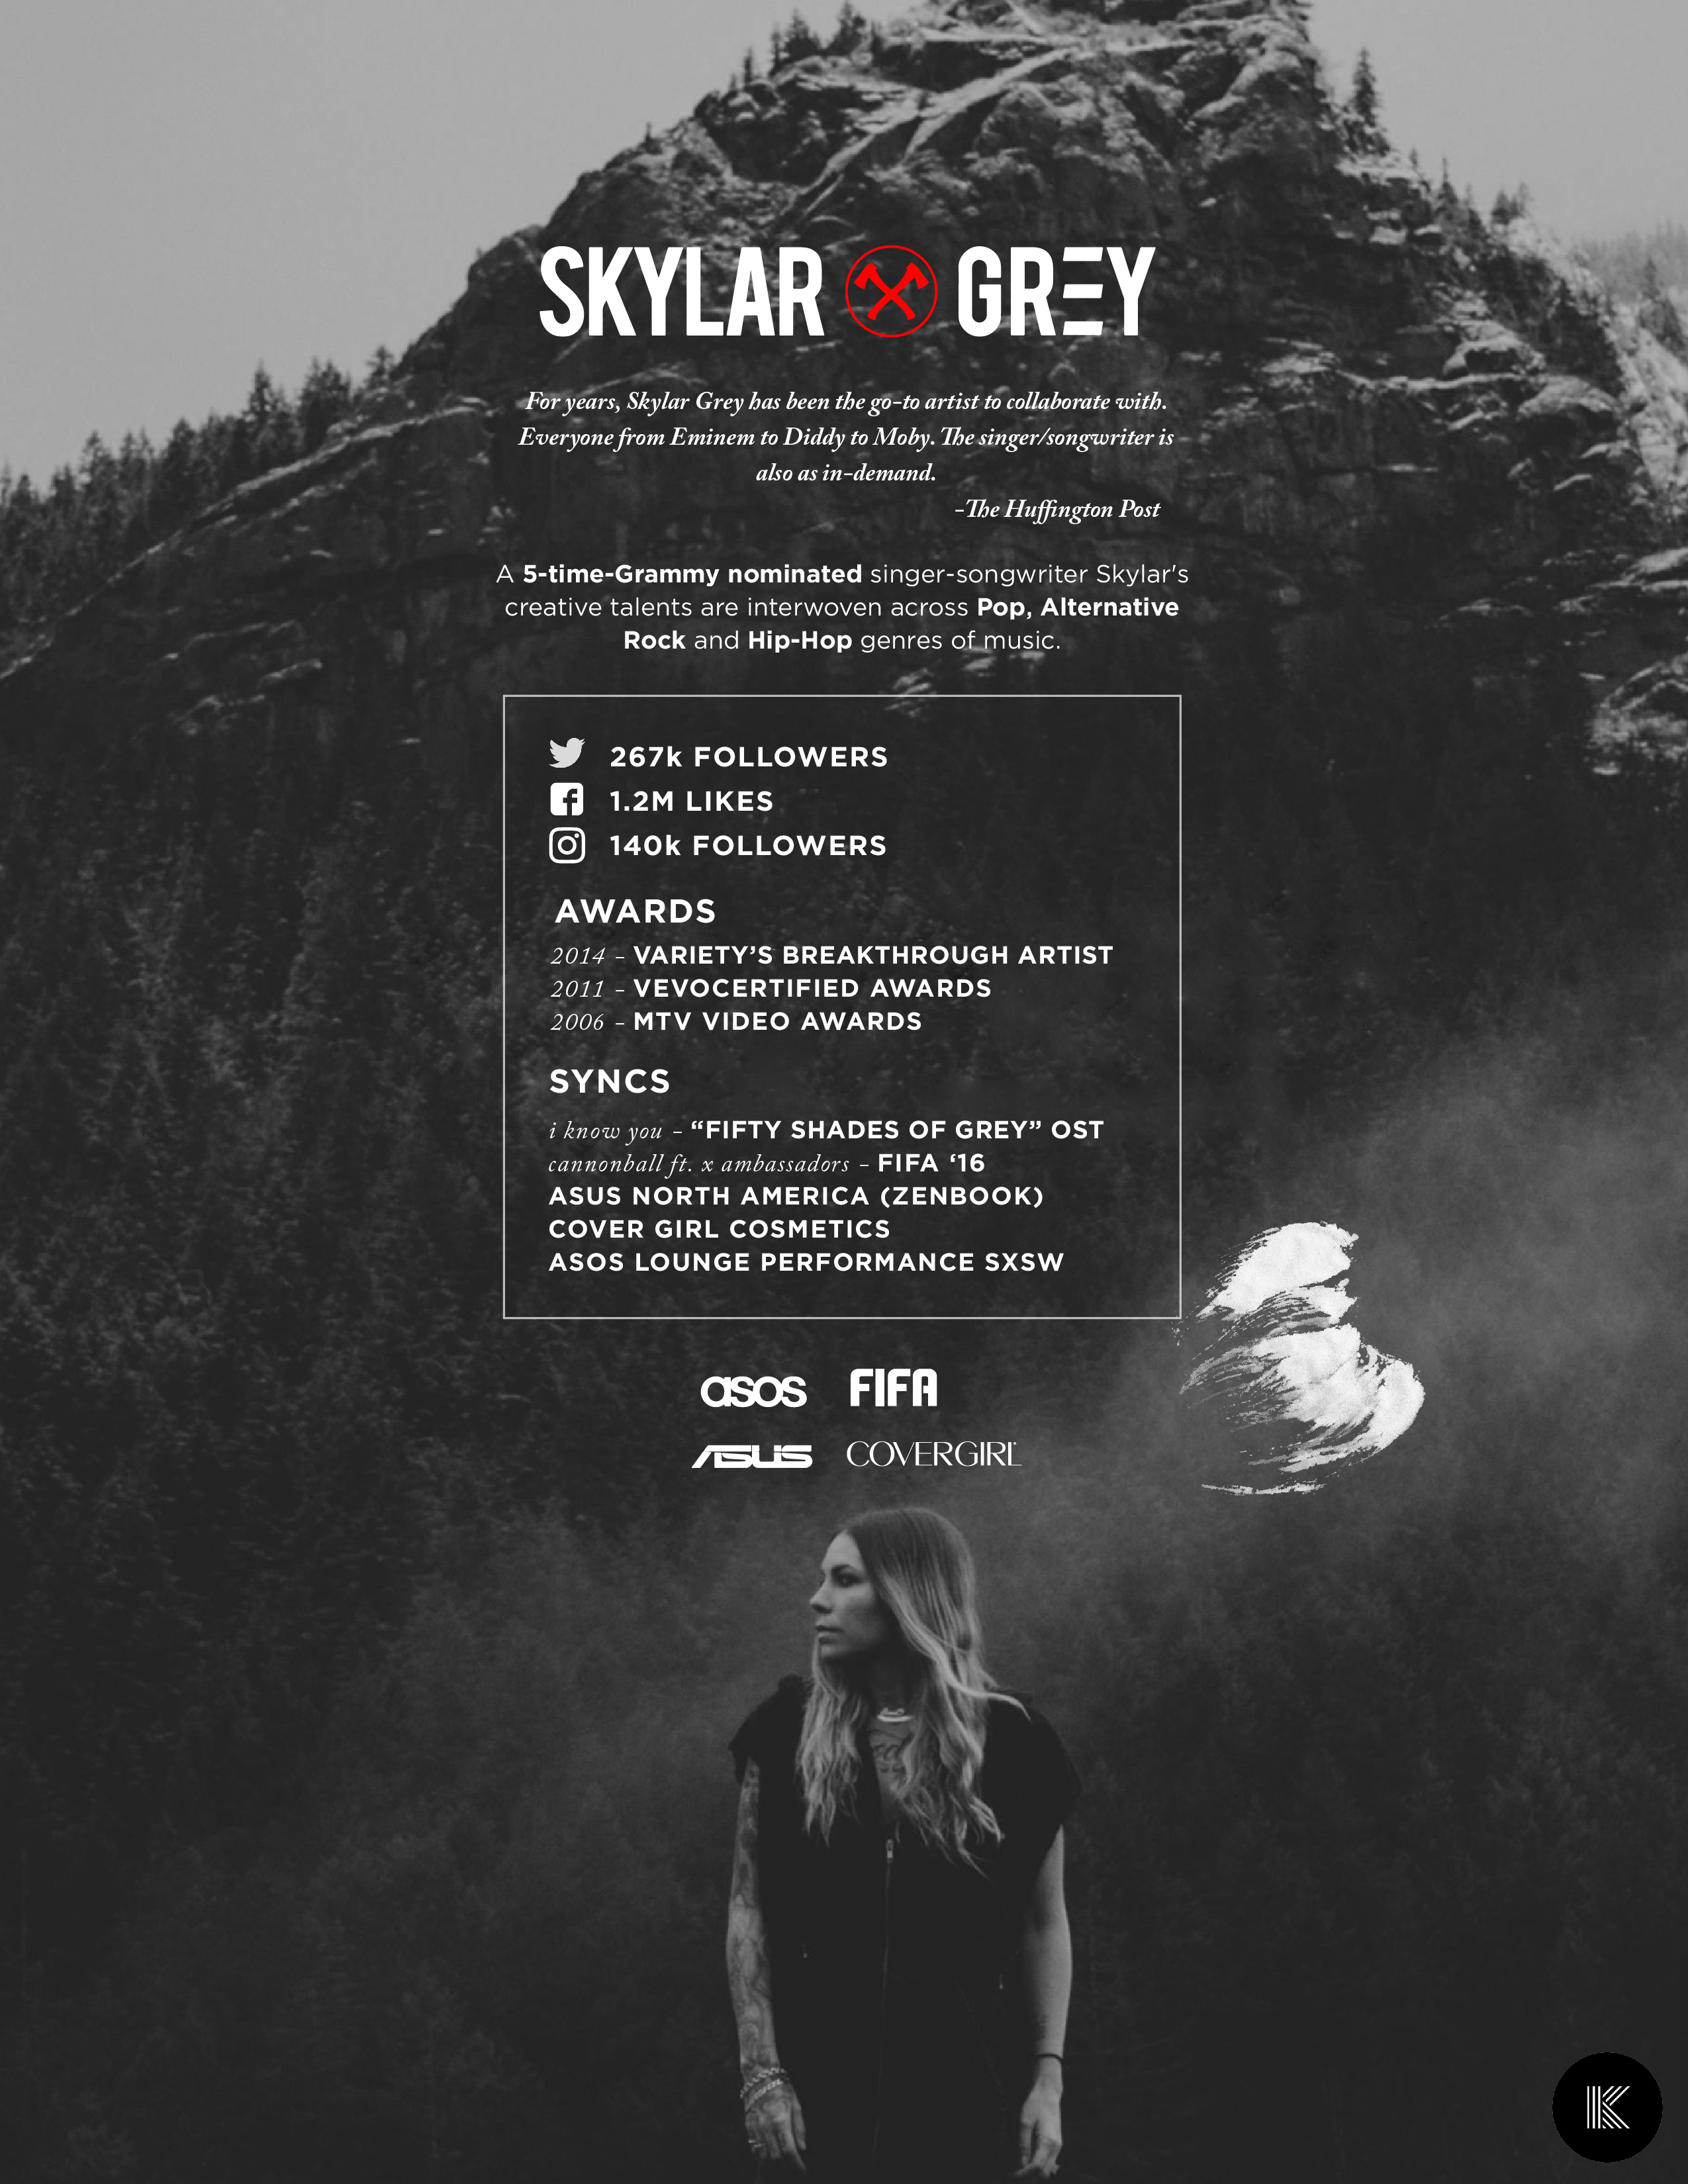 SKYLAR GREY
For years, Skylar Grey has been the go-to artist to collaborate with.
Everyone from Eminem to Diddy to Moby. The singer/songwriter is
also as in-demand.
-The Huffington Post
A 5-time-Grammy nominated singer-songwriter Skylar's
creative talents are interwoven across Pop, Alternative
Rock and Hip-Hop genres of music.
267k FOLLOWERS
1.2M LIKES
140k FOLLOWERS
AWARDS
2014 - VARIETY’S BREAKTHROUGH ARTIST
2011 - VEVOCERTIFIED AWARDS
2006 - MTV VIDEO AWARDS
SYNCS
i know you - “FIFTY SHADES OF GREY” OST
cannonball ft. x ambassadors - FIFA ‘16
ASUS NORTH AMERICA (ZENBOOK)
COVER GIRL COSMETICS
ASOS LOUNGE PERFORMANCE SXSW
asos FIFA
ASUS COVERGIRL
K